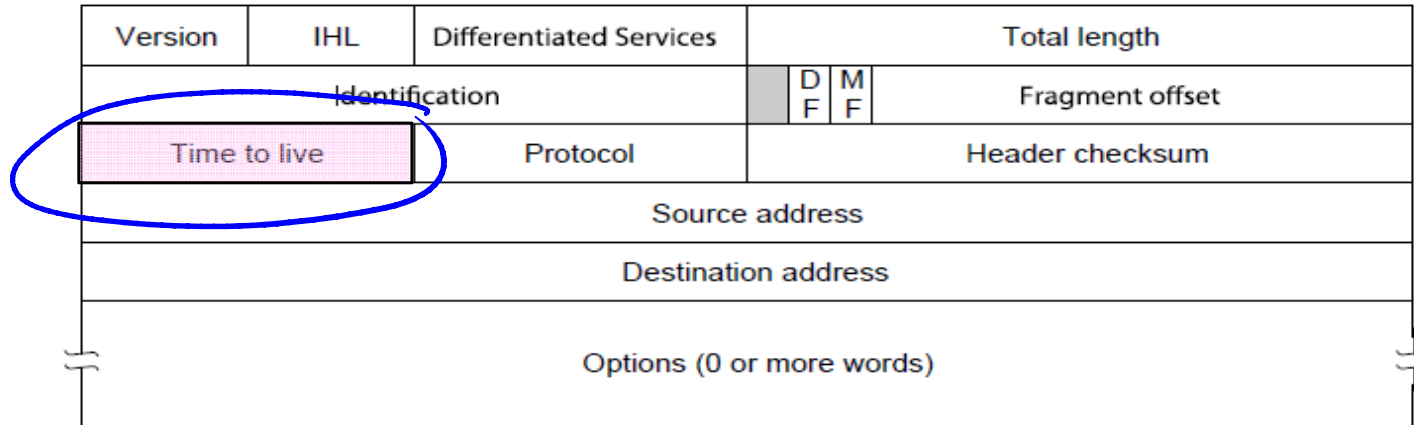 Version IHL Differentiated Services Total length
Identification D F M F Fragment offset
Time to live Protocol Header checksum
Source address
Destination address
Options (0 or more words)